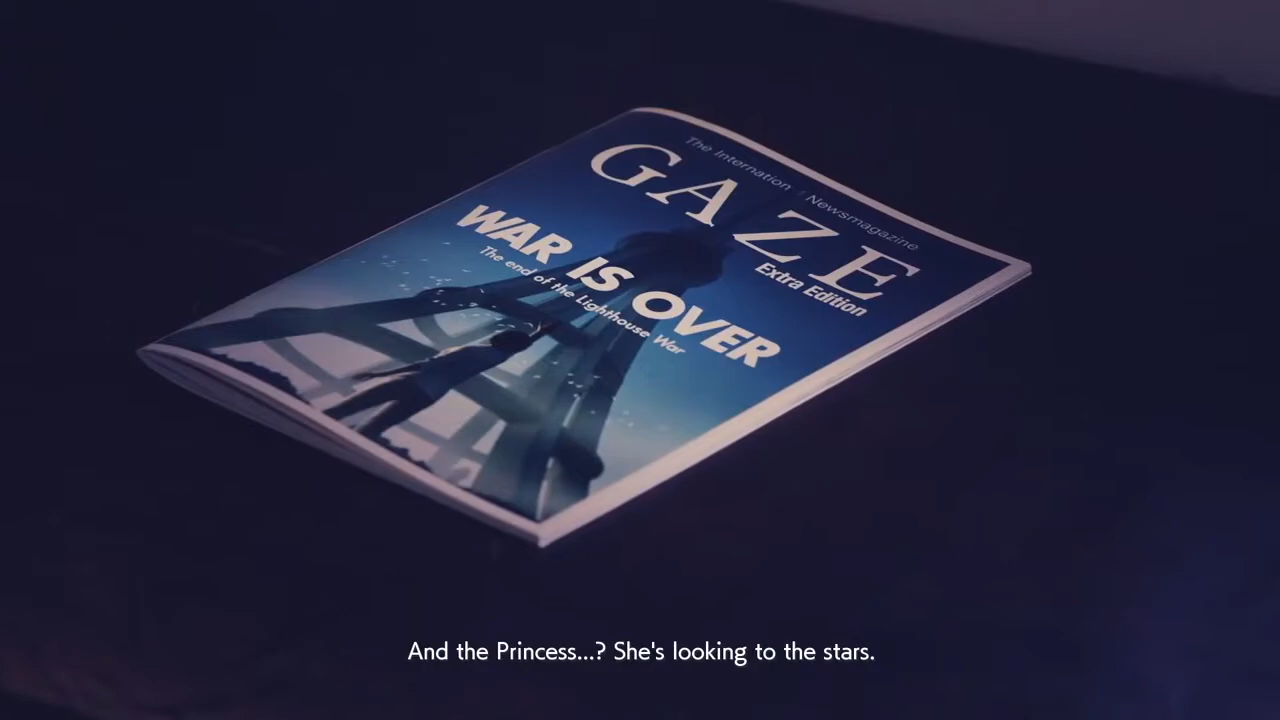 The Internation Newsmagazine
GAZE
Extra Edition
WAR IS OVER
The end of the Lighthouse War
And the Princess...? She's looking to the stars.